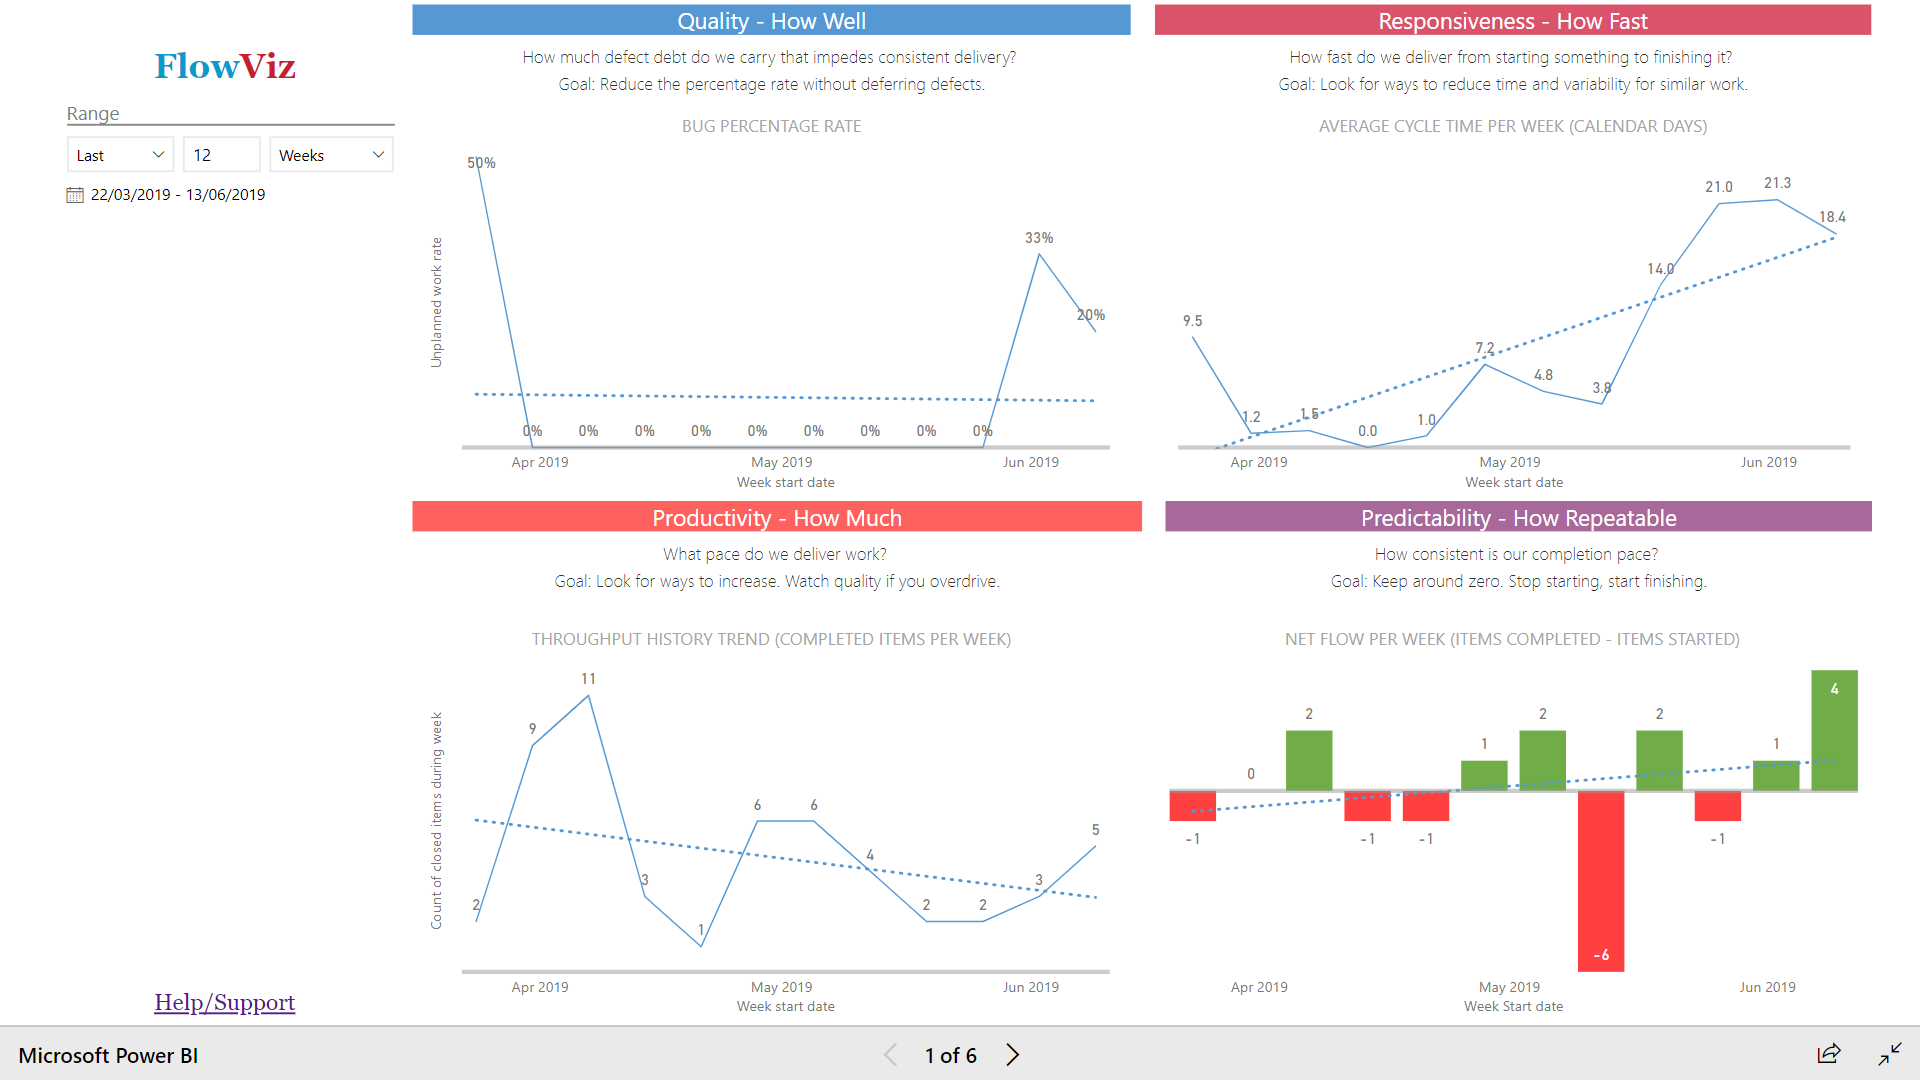 FlowViz
Range
Last
12
Weeks
22/03/2019 - 13/06/2019
Help/Support
Quality - How Well
How much defect debt do we carry that impedes consistent delivery?
Goal: Reduce the percentage rate without deferring defects.
BUG PERCENTAGE RATE
Unplanned work rate
50%
0%
0%
0%
0%
0%
0%
0%
0%
0%
33%
20%
Apr 2019
May 2019
Jun 2019
Week start date
Responsiveness - How Fast
How fast do we deliver from starting something to finishing it?
Goal: Look for ways to reduce time and variability for similar work.
AVERAGE CYCLE TIME PER WEEK (CALENDAR DAYS)
9.5
1.2
1.5
0.0
1.0
7.2
4.8
3.8
14.0
21.0
21.3
18.4
Apr 2019
May 2019
Jun 2019
Week start date
Productivity - How Much
What pace do we deliver work?
Goal: Look for ways to increase. Watch quality if you overdrive.
THROUGHPUT HISTORY TREND (COMPLETED ITEMS PER WEEK)
Count of closed items during week
2
9
11
3
1
6
6
4
2
2
3
5
Apr 2019
May 2019
Jun 2019
Week start date
Predictability - How Repeatable
How consistent is our completion pace?
Goal: Keep around zero. Stop starting, start finishing.
NET FLOW PER WEEK (ITEMS COMPLETED - ITEMS STARTED)
-1
0
2
-1
-1
1
2
-6
2
-1
1
4
Apr 2019
May 2019
Jun 2019
Week Start date
Microsoft Power BI
1 of 6